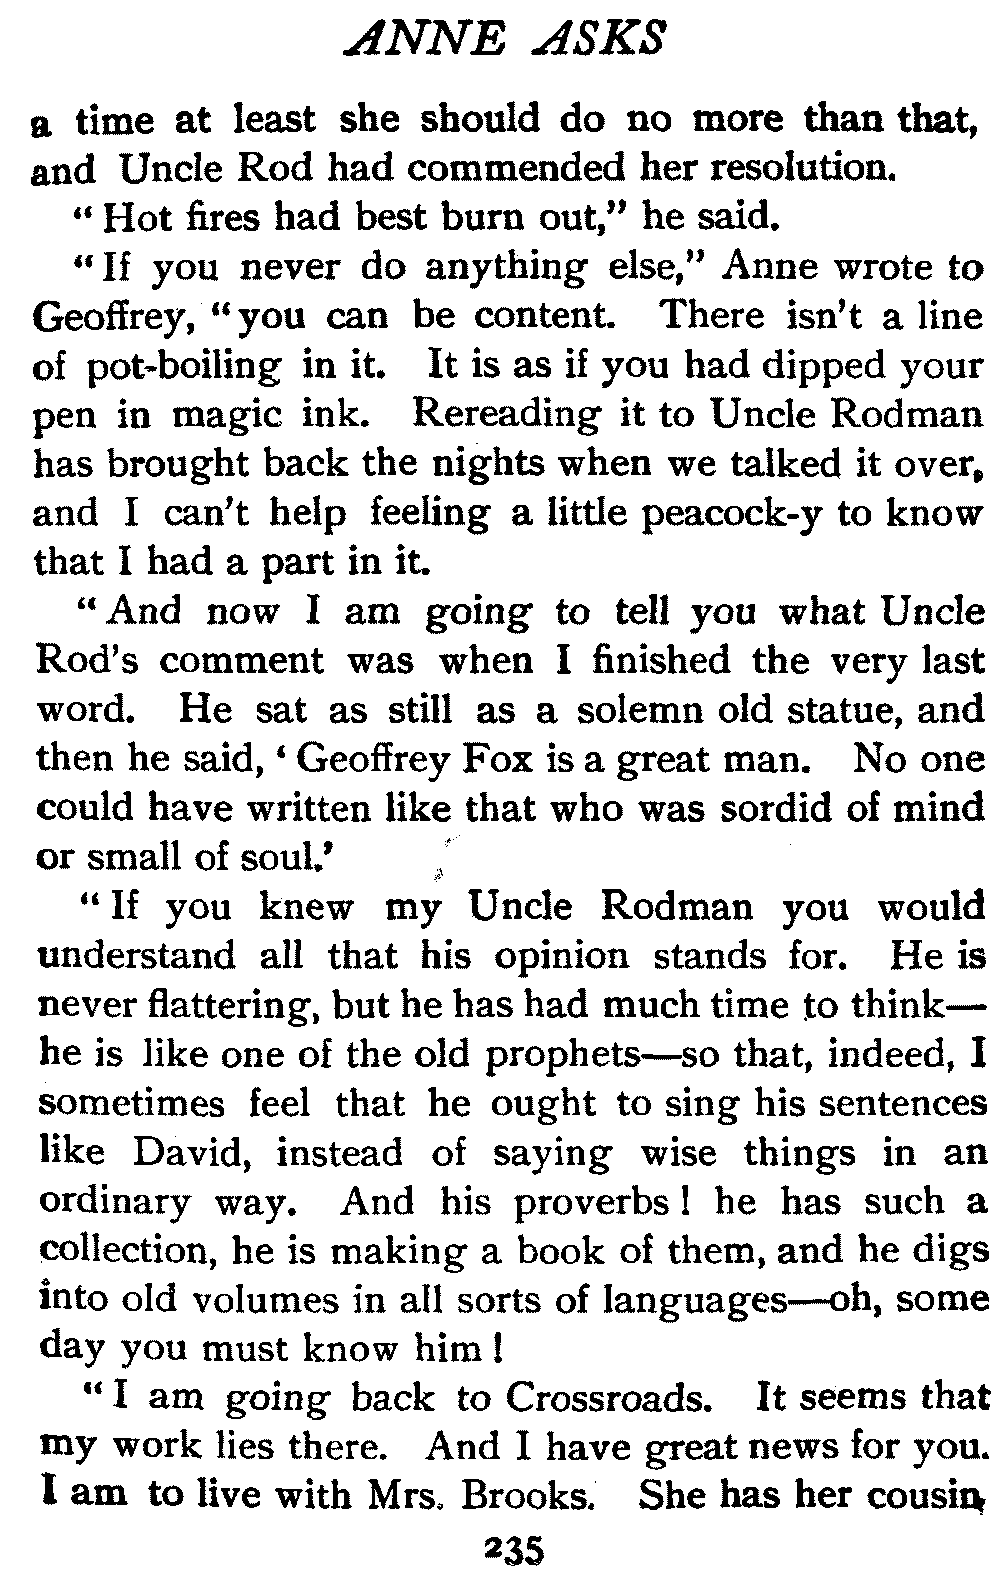 ANNE ASKS
a time at least she should do no more than that,
and Uncle Rod had commended her resolution.
"Hot fires had best burn out," he said.
"If you never do anything else," Anne wrote to
Geoffrey, "you can be content. There isn't a line
of pot-boiling in it. It is as if you had dipped your
pen in magic ink. Rereading it to Uncle Rodman
has brought back the nights when we talked it over,
and I can't help feeling a little peacock-y to know
that I had a part in it.
"And now I am going to tell you what Uncle
Rod's comment was when I finished the very last
word. He sat as still as a solemn old statue, and
then he said, 'Geoffrey Fox is a great man. No one
could have written like that who was sordid of mind
or small of soul.'
"If you knew my Uncle Rodman you would
understand all that his opinion stands for. He is
never flattering, but he has had much time to think—
he is like one of the old prophets—so that, indeed, I
sometimes feel that he ought to sing his sentences
like David, instead of saying wise things in an
ordinary way. And his proverbs! he has such a
collection, he is making a book of them, and he digs
into old volumes in all sorts of languages—oh, some
day you must know him!
"I am going back to Crossroads. It seems that
my work lies there. And I have great news for you.
I am to live with Mrs. Brooks. She has her cousin,
235